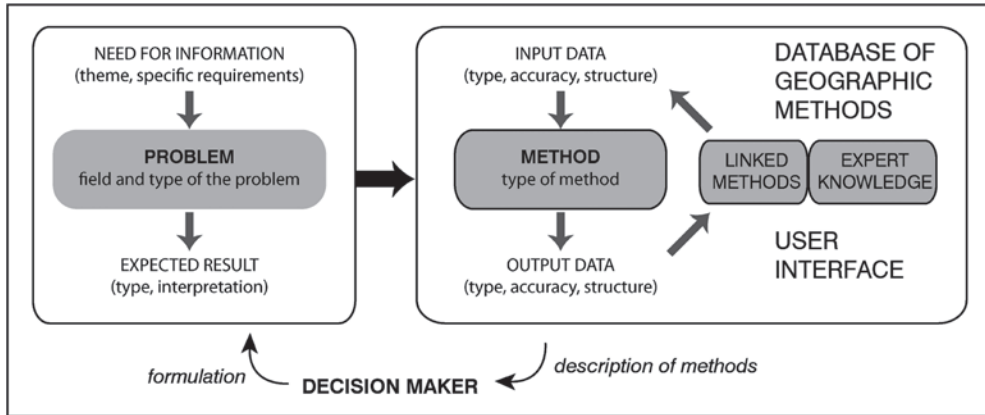 NEED FOR INFORMATION
(theme, specific requirements)
PROBLEM
field and type of the problem
EXPECTED RESULT
(type, interpretation)
INPUT DATA
(type, accuracy, structure)
METHOD
type of method
OUTPUT DATA
(type, accuracy, structure)
DATABASE OF
GEOGRAPHIC
METHODS
LINKED
METHODS
EXPERT
KNOWLEDGE
USER
INTERFACE
formulation
DECISION MAKER
description of methods